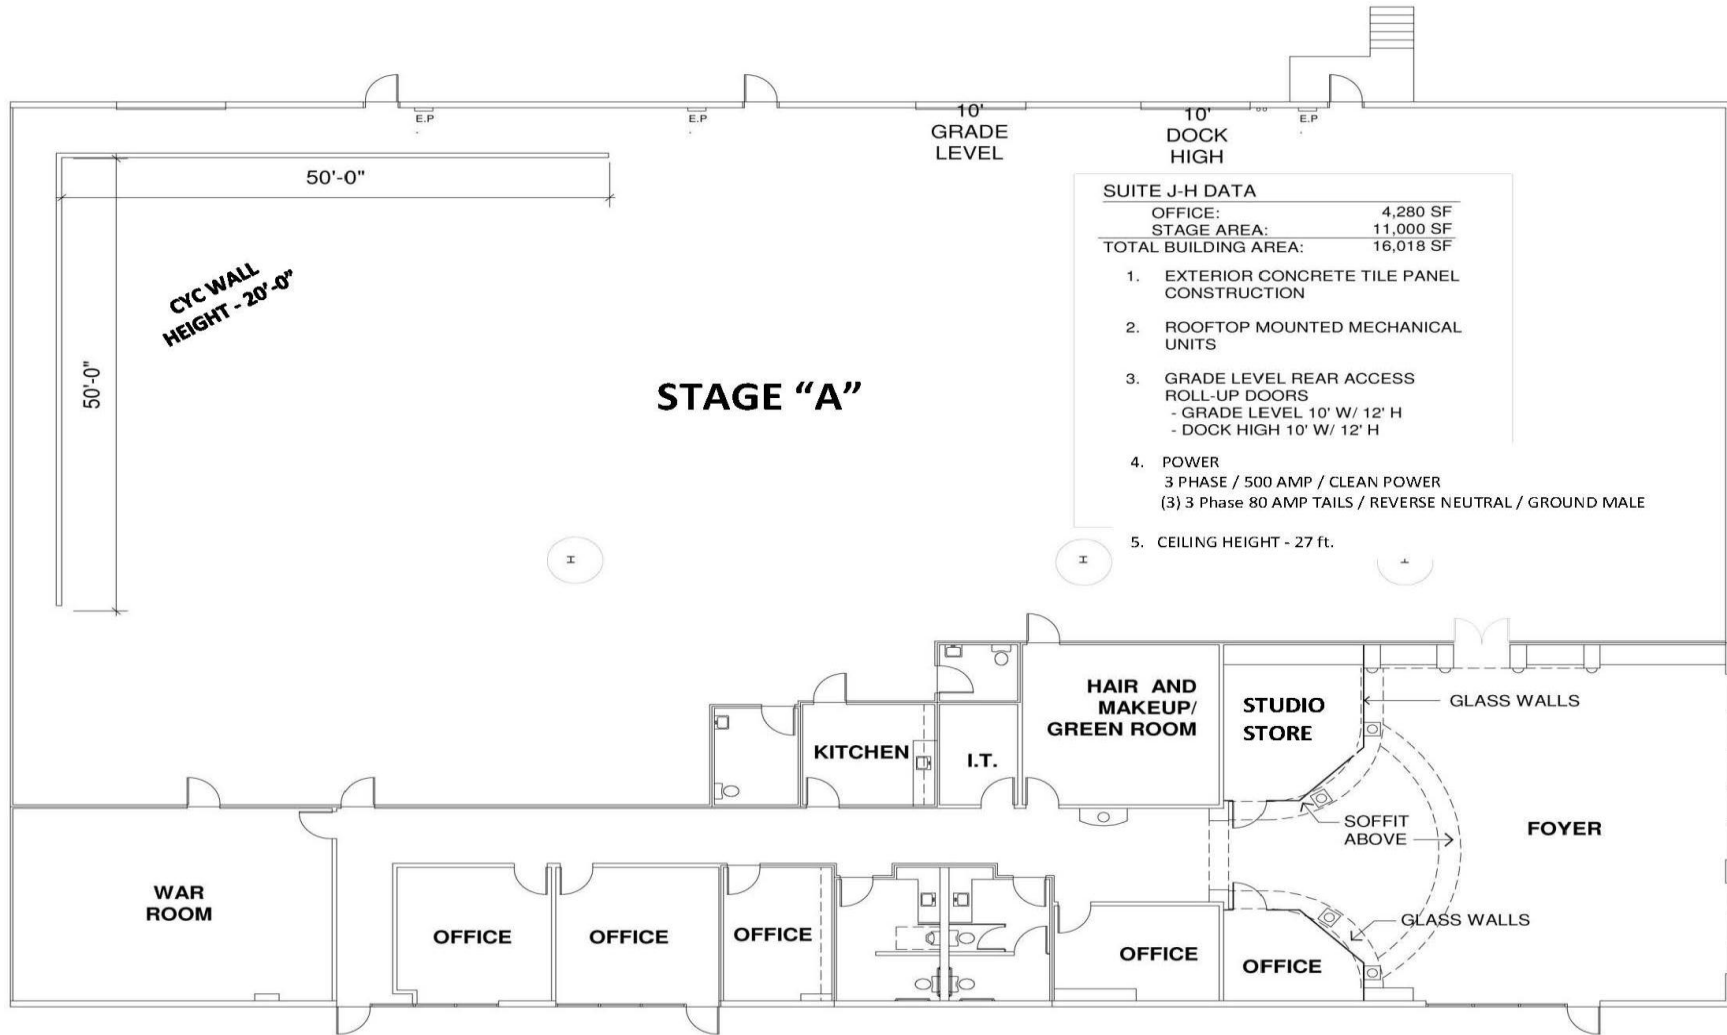 E.P
E.P
10'
GRADE
LEVEL
10'
DOCK
HIGH
E.P
50'-0"
50'-0"
CYC WALL
HEIGHT - 20'-0"
STAGE “A”
SUITE J-H DATA
OFFICE: 4,280 SF
STAGE AREA: 11,000 SF
TOTAL BUILDING AREA: 16,018 SF
1. EXTERIOR CONCRETE TILE PANEL
CONSTRUCTION
2. ROOFTOP MOUNTED MECHANICAL
UNITS
3. GRADE LEVEL REAR ACCESS
ROLL-UP DOORS
- GRADE LEVEL 10' W/ 12' H
- DOCK HIGH 10' W/ 12' H
4. POWER
3 PHASE / 500 AMP / CLEAN POWER
(3) 3 Phase 80 AMP TAILS / REVERSE NEUTRAL / GROUND MALE
5. CEILING HEIGHT - 27 ft.
HAIR AND
MAKEUP/
GREEN ROOM
STUDIO
STORE
GLASS WALLS
KITCHEN
I.T.
SOFFIT
ABOVE
FOYER
WAR
ROOM
OFFICE
OFFICE
OFFICE
OFFICE
OFFICE
GLASS WALLS